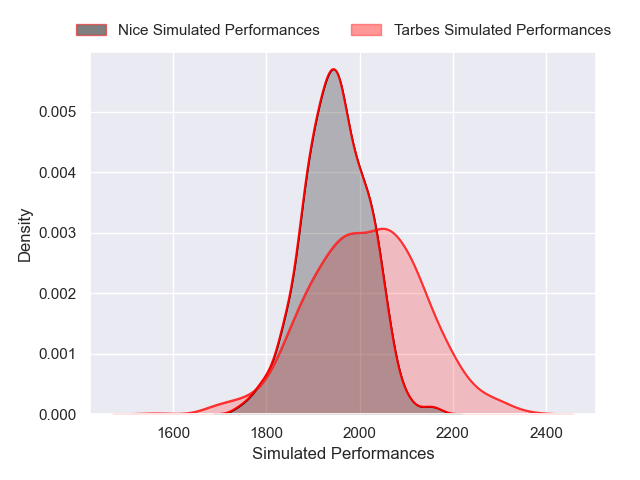 Nice Simulated Performances Tarbes Simulated Performances
0.005
0.004
0.003
0.002
0.001
0.000
Density
1600 1800 2000 2200 2400
Simulated Performances